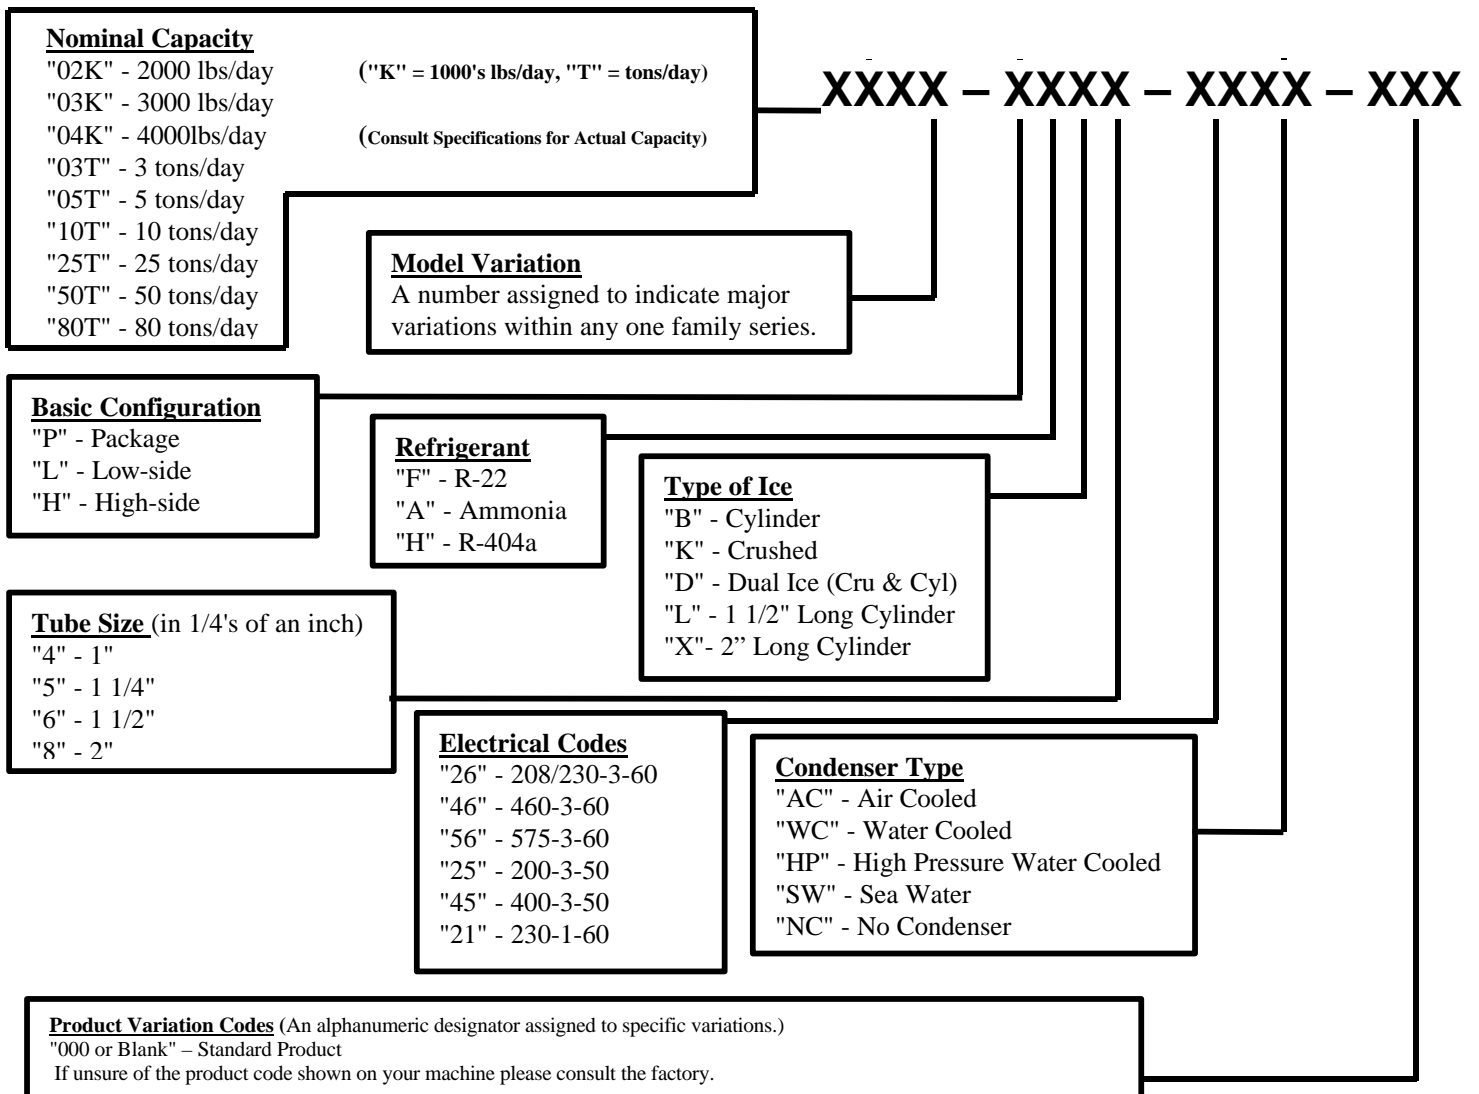 Nominal Capacity
"02K" - 2000 lbs/day ("K" = 1000's lbs/day, "T" = tons/day)
"03K" - 3000 lbs/day
"04K" - 4000lbs/day (Consult Specifications for Actual Capacity)
"03T" - 3 tons/day
"05T" - 5 tons/day
"10T" - 10 tons/day
"25T" - 25 tons/day
"50T" - 50 tons/day
"80T" - 80 tons/day
XXXX – XXXX – XXXX – XXX
Model Variation
A number assigned to indicate major
variations within any one family series.
Basic Configuration
"P" - Package
"L" - Low-side
"H" - High-side
Refrigerant
"F" - R-22
"A" - Ammonia
"H" - R-404a
Type of Ice
"B" - Cylinder
"K" - Crushed
"D" - Dual Ice (Cru & Cyl)
"L" - 1 1/2" Long Cylinder
"X"- 2” Long Cylinder
Tube Size (in 1/4's of an inch)
"4" - 1"
"5" - 1 1/4"
"6" - 1 1/2"
"8" - 2"
Electrical Codes
"26" - 208/230-3-60
"46" - 460-3-60
"56" - 575-3-60
"25" - 200-3-50
"45" - 400-3-50
"21" - 230-1-60
Condenser Type
"AC" - Air Cooled
"WC" - Water Cooled
"HP" - High Pressure Water Cooled
"SW" - Sea Water
"NC" - No Condenser
Product Variation Codes (An alphanumeric designator assigned to specific variations.)
"000 or Blank" – Standard Product
If unsure of the product code shown on your machine please consult the factory.